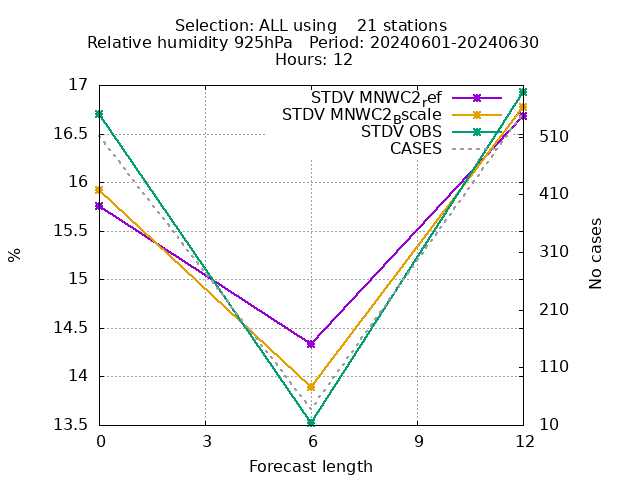 Selection: ALL using    21 stations
Relative humidity 925hPa   Period: 20240601-20240630
Hours: 12
STDV MNWC2ref
STDV MNWC2Bscale
STDV OBS
CASES
17
16.5
16
15.5
15
14.5
14
13.5
%
510
410
310
210
110
10
No cases
0 3 6 9 12
Forecast length